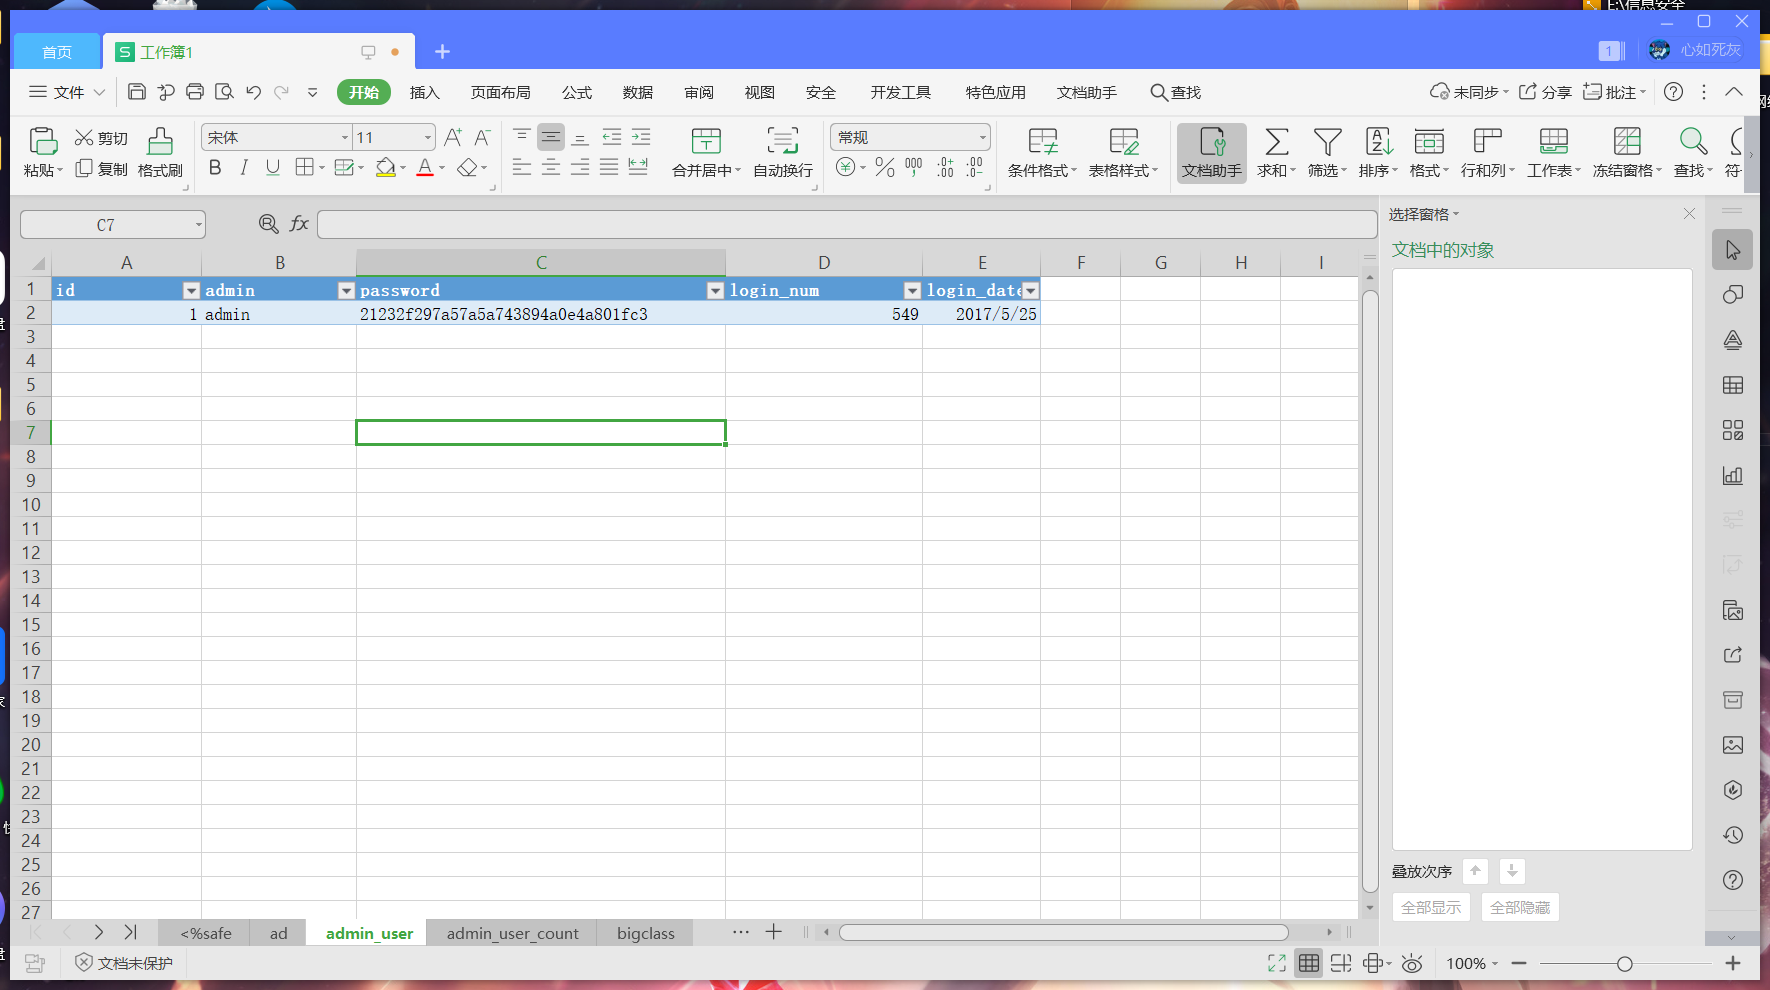 E:\信息安全
首页
工作簿1
1
心如死灰
文件
开始
插入
页面布局
公式
数据
审阅
视图
安全
开发工具
特色应用
文档助手
查找
未同步
分享
批注
粘贴
剪切
复制
格式刷
宋体
11
B I U A
合并居中
自动换行
常规
条件格式
表格样式
文档助手
求和
筛选
排序
格式
行和列
工作表
冻结窗格
查找
C7
fx
选择窗格
文档中的对象
A B C D E F G H I
1 id admin password login_num login_date
2 1 admin 21232f297a57a5a743894a0e4a801fc3 549 2017/5/25
3
4
5
6
7
8
9
10
11
12
13
14
15
16
17
18
19
20
21
22
23
24
25
26
27
叠放次序
全部显示
全部隐藏
<%safe ad admin_user admin_user_count bigclass ...
文档未保护
100%